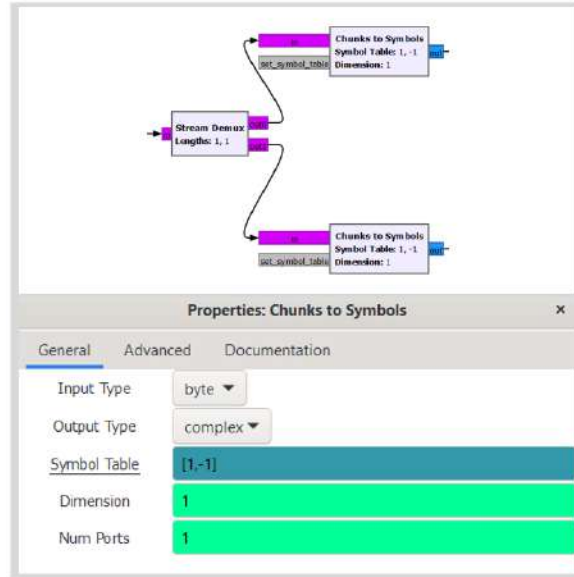 in
Chunks to Symbols
Symbol Table: 1, -1
out
set_symbol_table
Dimension: 1
Stream Demux
out0
Lengths: 1, 1
out1
in
Chunks to Symbols
Symbol Table: 1, -1
out
set_symbol_table
Dimension: 1
Properties: Chunks to Symbols ×
General Advanced Documentation
Input Type byte
Output Type complex
Symbol Table [1,-1]
Dimension 1
Num Ports 1